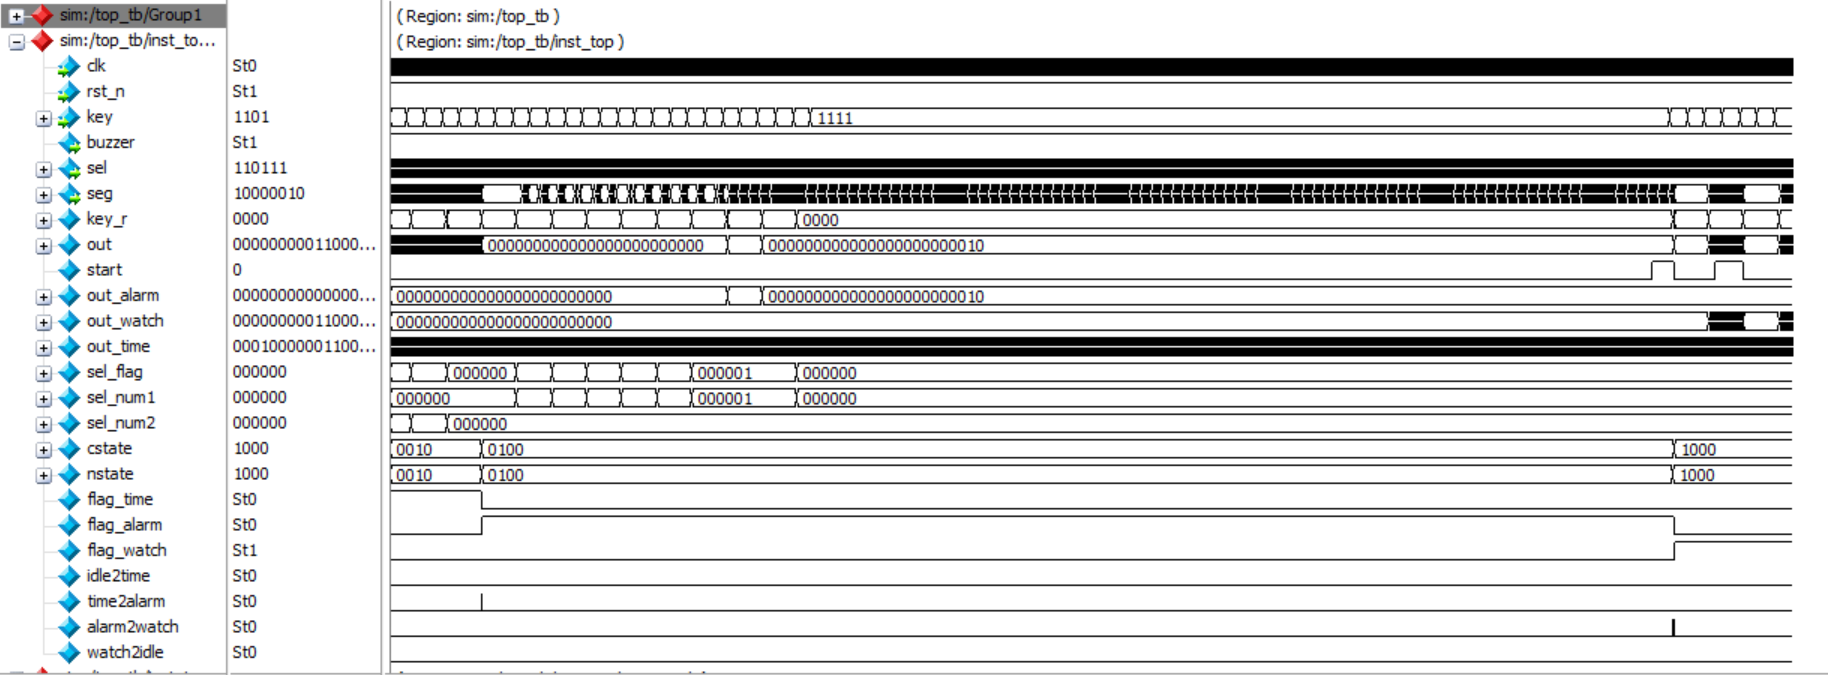 sim:/top_tb/Group1 (Region: sim:/top_tb )
sim:/top_tb/inst_to... (Region: sim:/top_tb/inst_top )
clk St0
rst_n St1
key 1101 1111
buzzer St1
sel 110111
seg 10000010
key_r 0000 0000
out 00000000011000... 000000000000000000000000 000000000000000000000010
start 0
out_alarm 00000000000000... 000000000000000000000000 000000000000000000000010
out_watch 00000000011000... 000000000000000000000000
out_time 00010000001100...
sel_flag 000000 000000 000001 000000
sel_num1 000000 000000 000001 000000
sel_num2 000000 000000
cstate 1000 0010 0100 1000
nstate 1000 0010 0100 1000
flag_time St0
flag_alarm St0
flag_watch St1
idle2time St0
time2alarm St0
alarm2watch St0
watch2idle St0